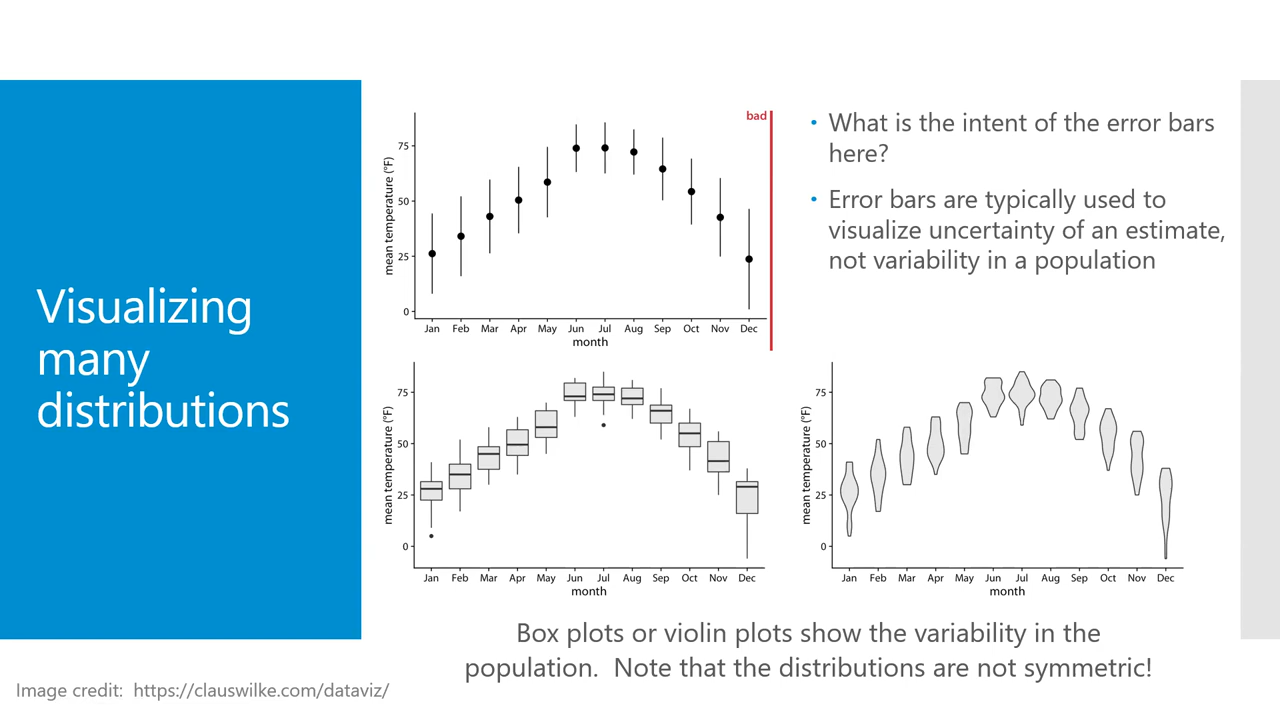 Visualizing
many
distributions
bad
75
50
25
0
mean temperature (°F)
Jan Feb Mar Apr May Jun Jul Aug Sep Oct Nov Dec
month
• What is the intent of the error bars
here?
• Error bars are typically used to
visualize uncertainty of an estimate,
not variability in a population
75
50
25
0
mean temperature (°F)
Jan Feb Mar Apr May Jun Jul Aug Sep Oct Nov Dec
month
75
50
25
0
mean temperature (°F)
Jan Feb Mar Apr May Jun Jul Aug Sep Oct Nov Dec
month
Box plots or violin plots show the variability in the
population. Note that the distributions are not symmetric!
Image credit: https://clauswilke.com/dataviz/